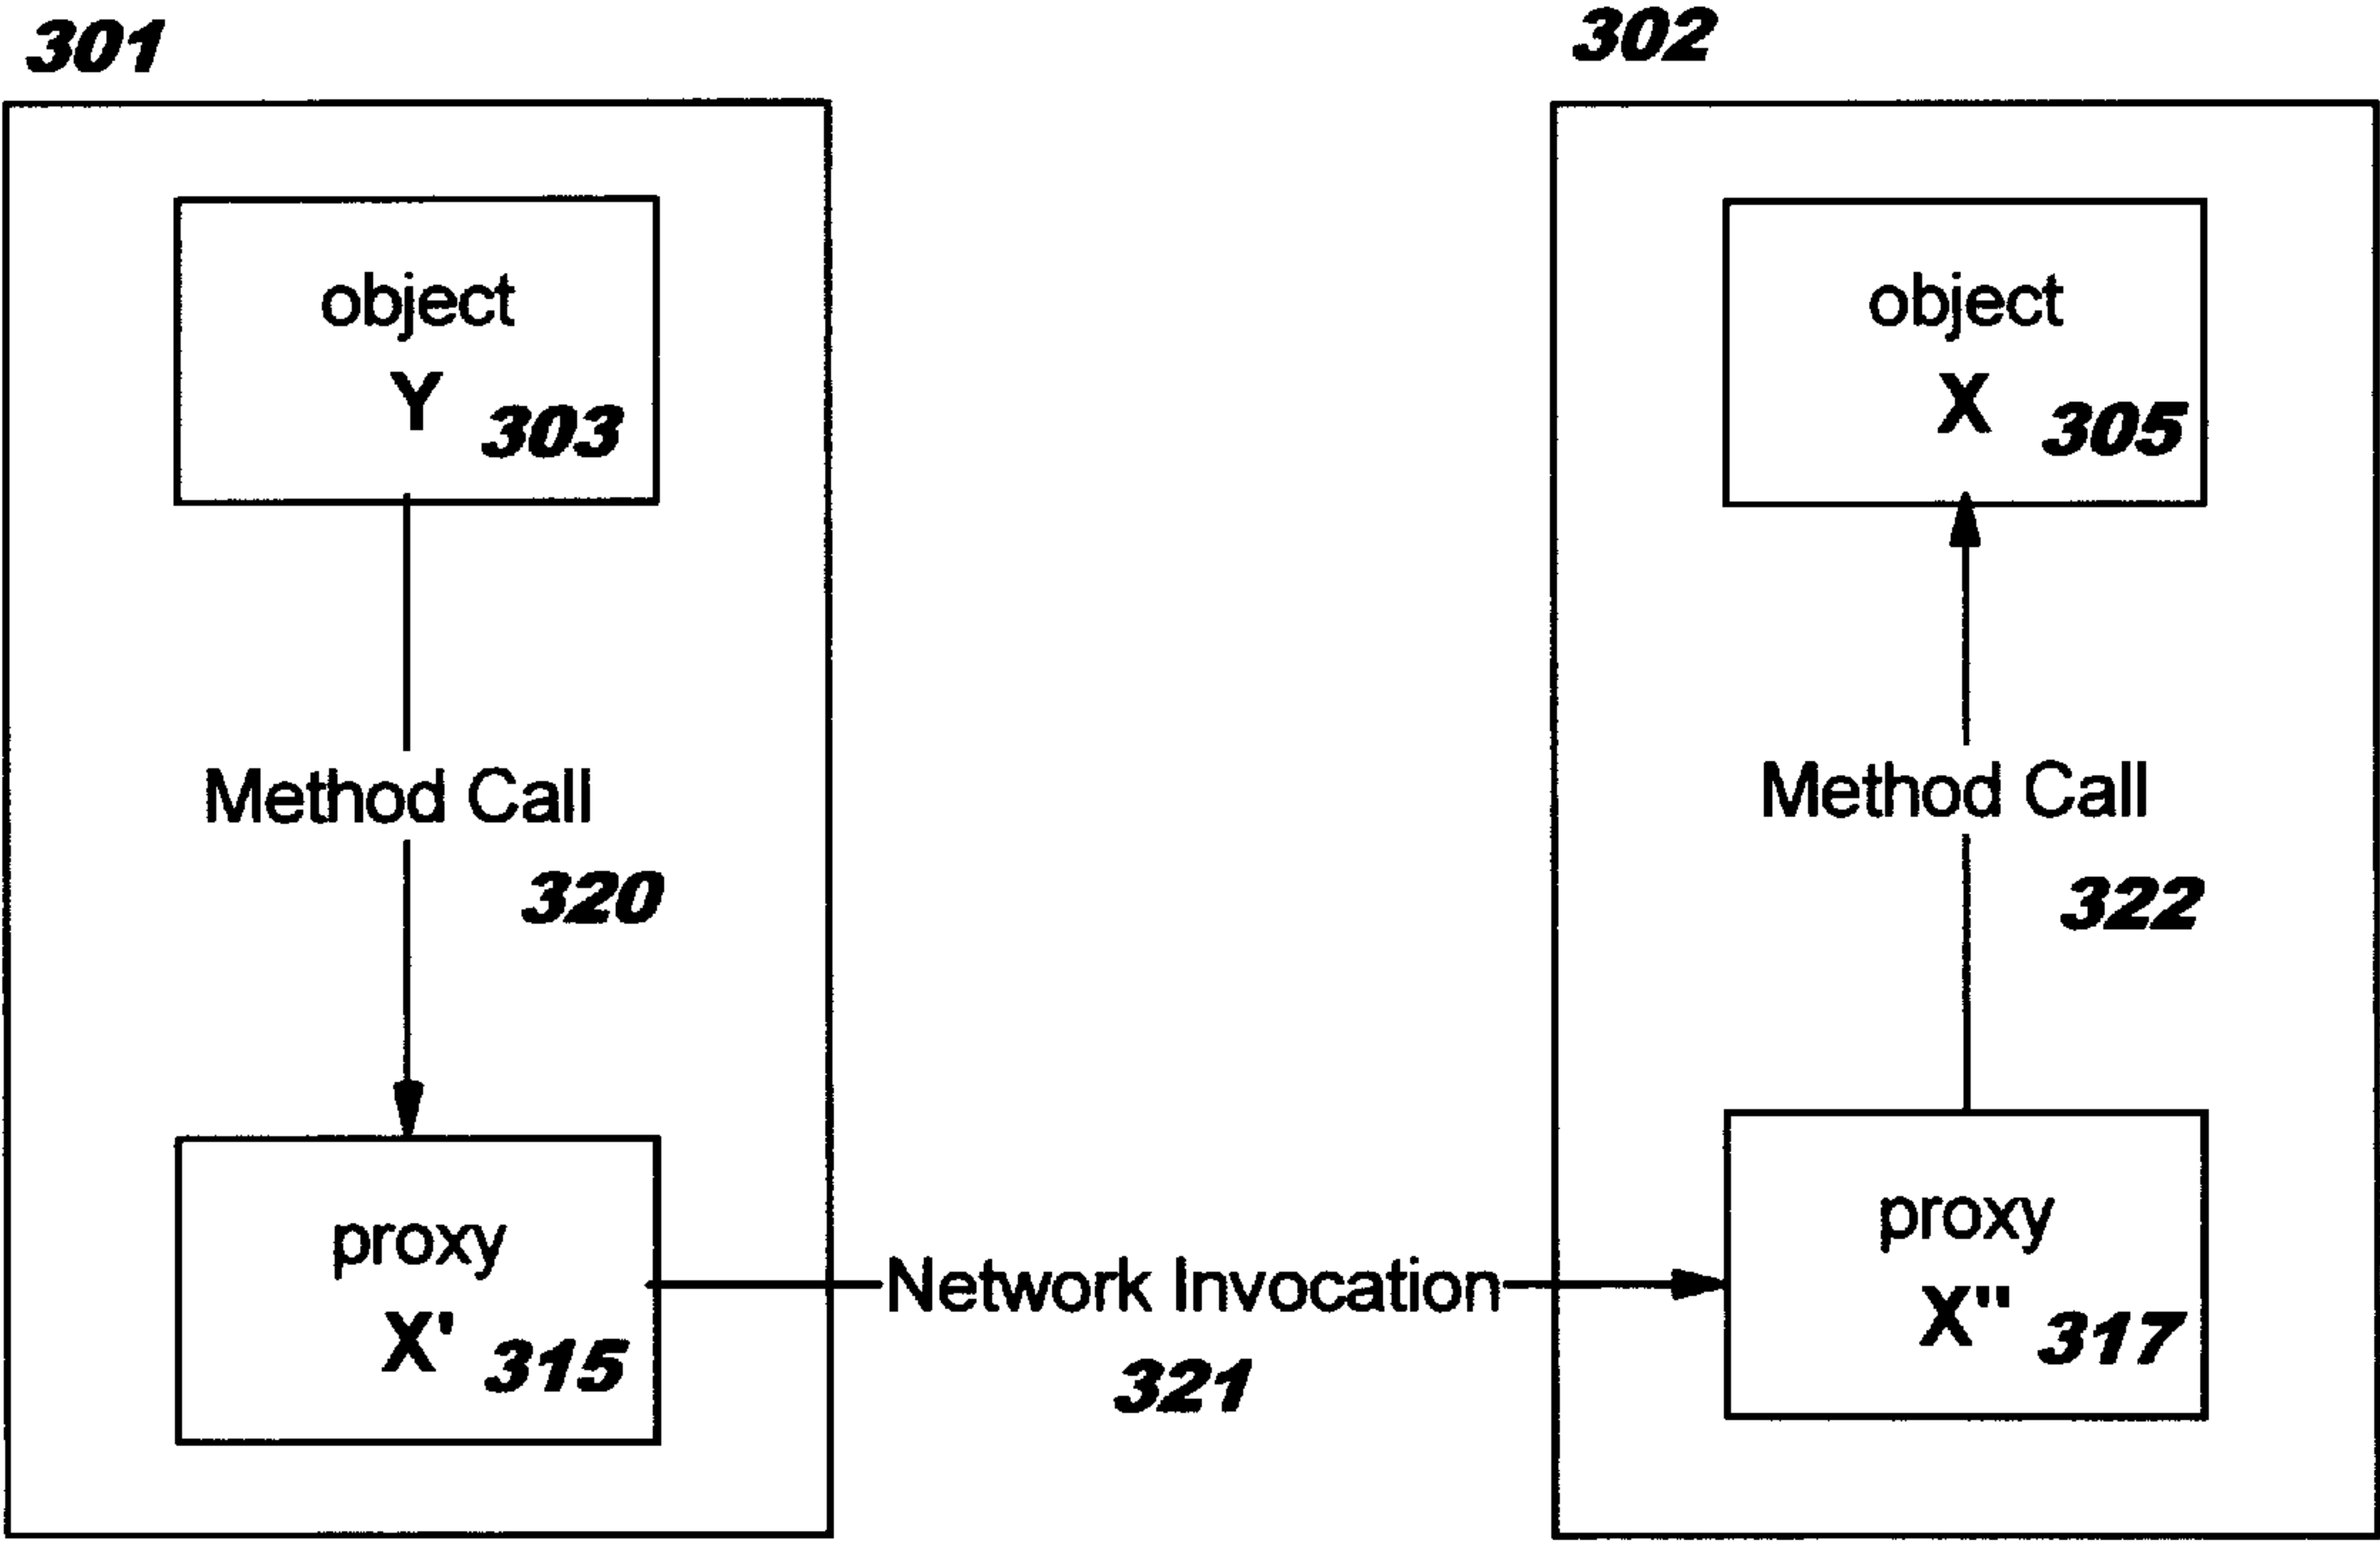 301
302
object
Y 303
object
X 305
Method Call
320
Method Call
322
proxy
X' 315
Network Invocation
321
proxy
X" 317